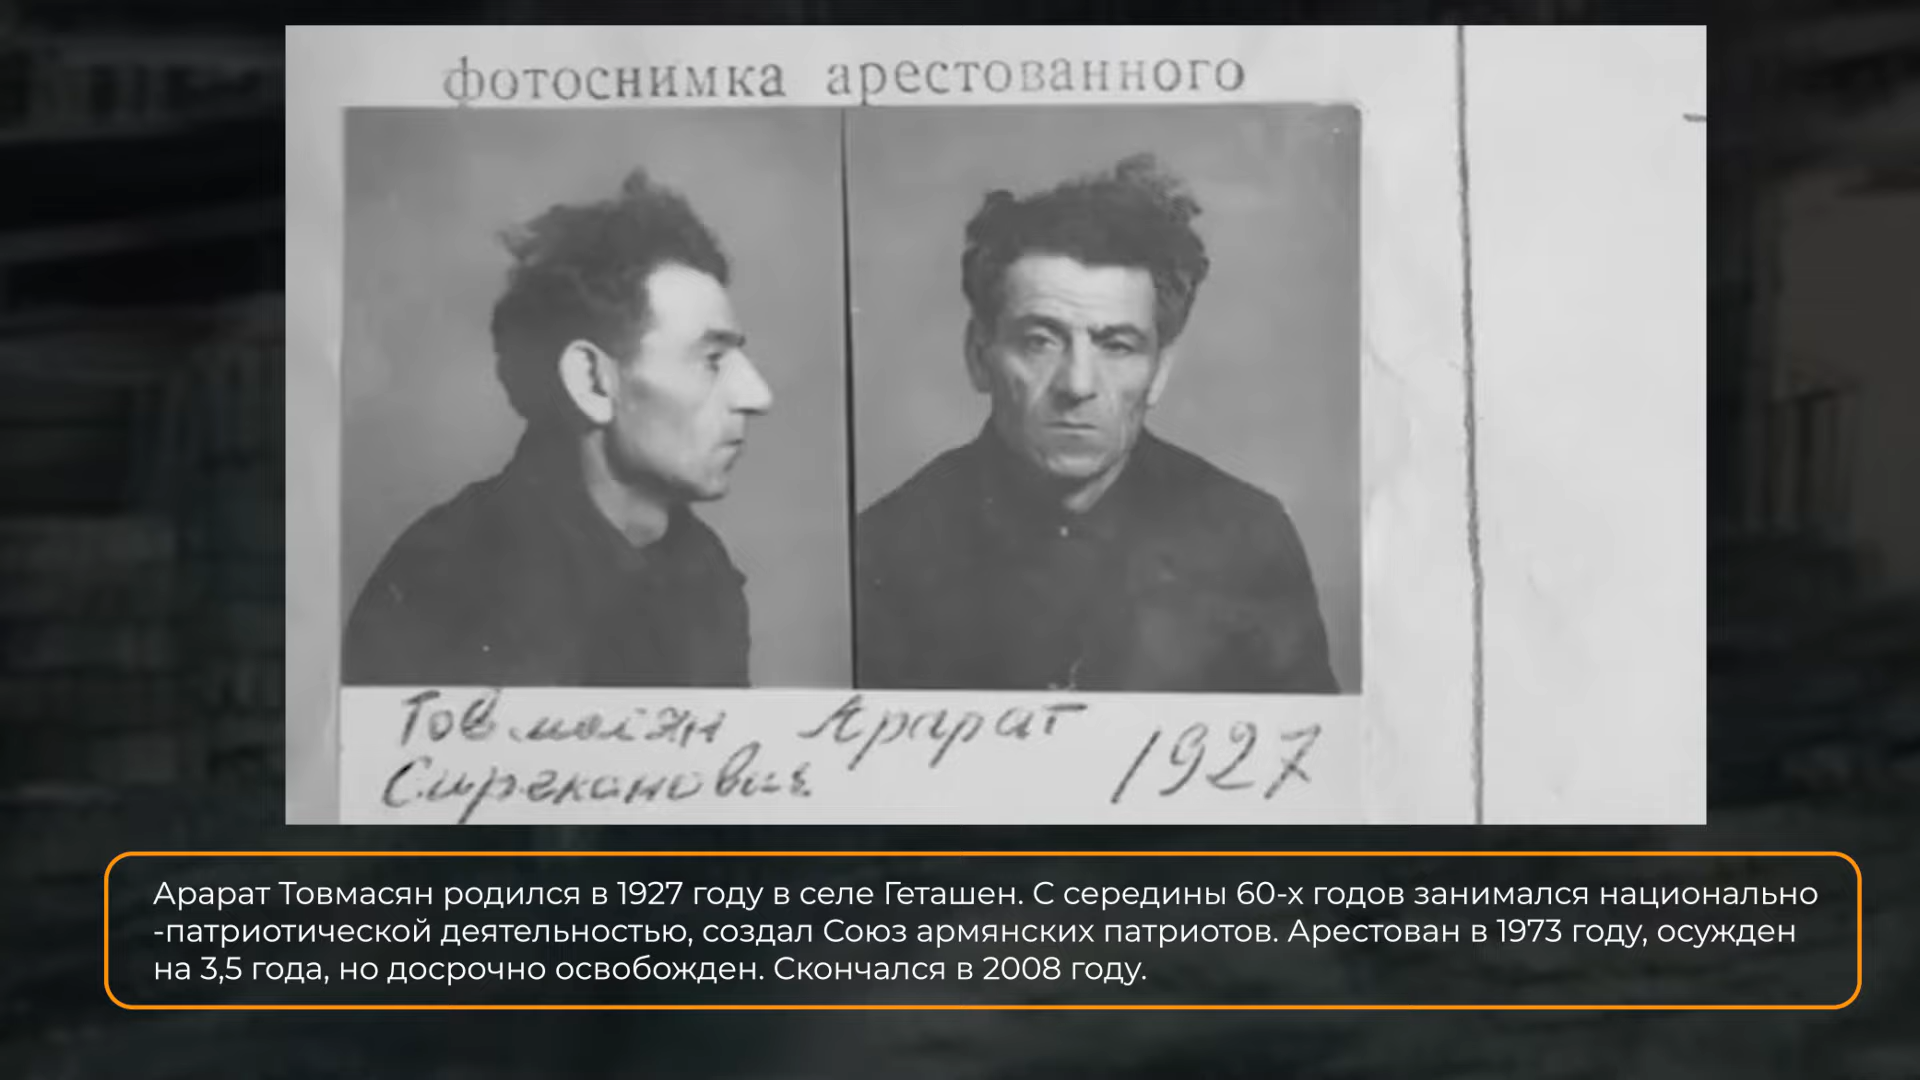 фотоснимка арестованного
Товмасян Арарат 1927
Сиреканович
Арарат Товмасян родился в 1927 году в селе Геташен. С середины 60-х годов занимался национально
-патриотической деятельностью, создал Союз армянских патриотов. Арестован в 1973 году, осужден
на 3,5 года, но досрочно освобожден. Скончался в 2008 году.